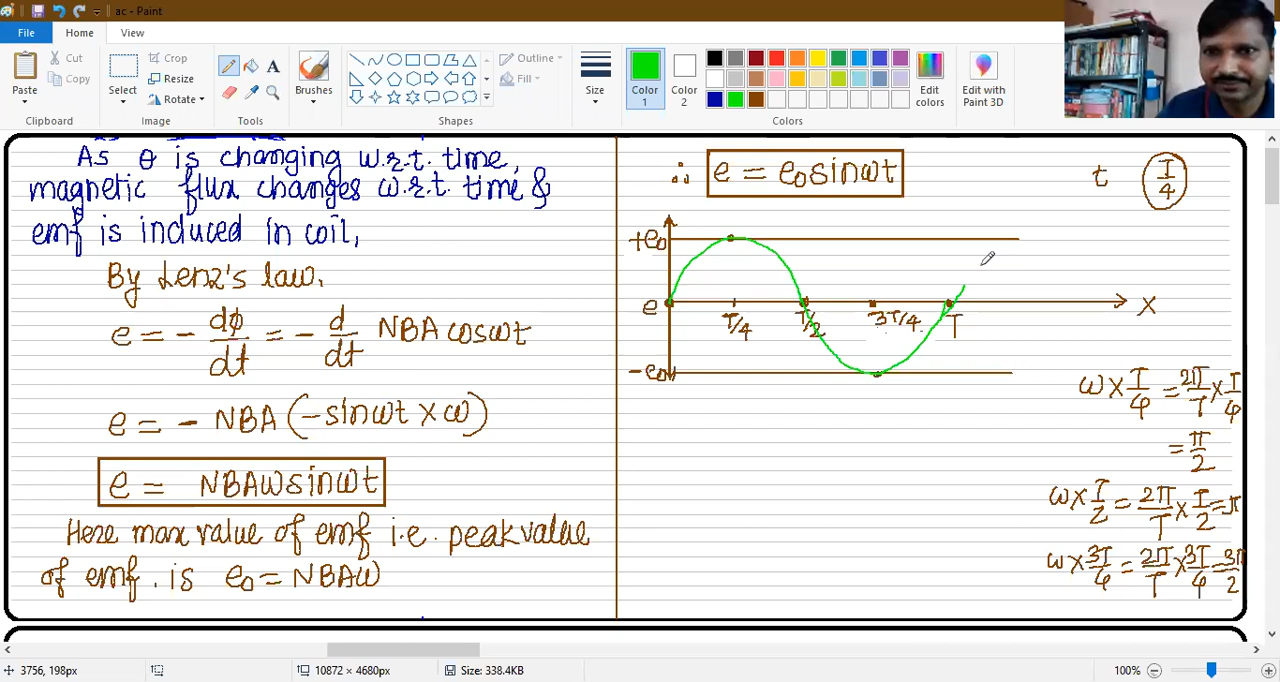 ac - Paint
File
Home
View
Paste
Cut
Copy
Clipboard
Select
Crop
Resize
Rotate
Image
Tools
Brushes
Outline
Fill
Shapes
Size
Color 1
Color 2
Edit colors
Edit with Paint 3D
Colors
As θ is changing w.r.t. time,
magnetic flux changes w.r.t. time &
emf is induced in coil,
By Lenz's law.
e = - dϕ/dt = - d/dt NBA cosωt
e = - NBA (-sinωt × ω)
e = NBAω sinωt
Here max value of emf i.e. peak value
of emf. is e₀ = NBAω
∴ e = e₀ sinωt
t T/4
+e₀
e
T/4 T/2 3T/4 T X
-e₀
ω × T/4 = 2π/T × T/4
= π/2
ω × T/2 = 2π/T × T/2 = π
ω × 3T/4 = 2π/T × 3T/4 = 3π/2
3756, 198px
10872 × 4680px
Size: 338.4KB
100%